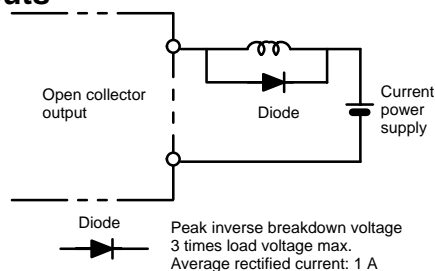 Open collector
output
Diode
Current
power
supply
Diode
Peak inverse breakdown voltage
3 times load voltage max.
Average rectified current: 1 A